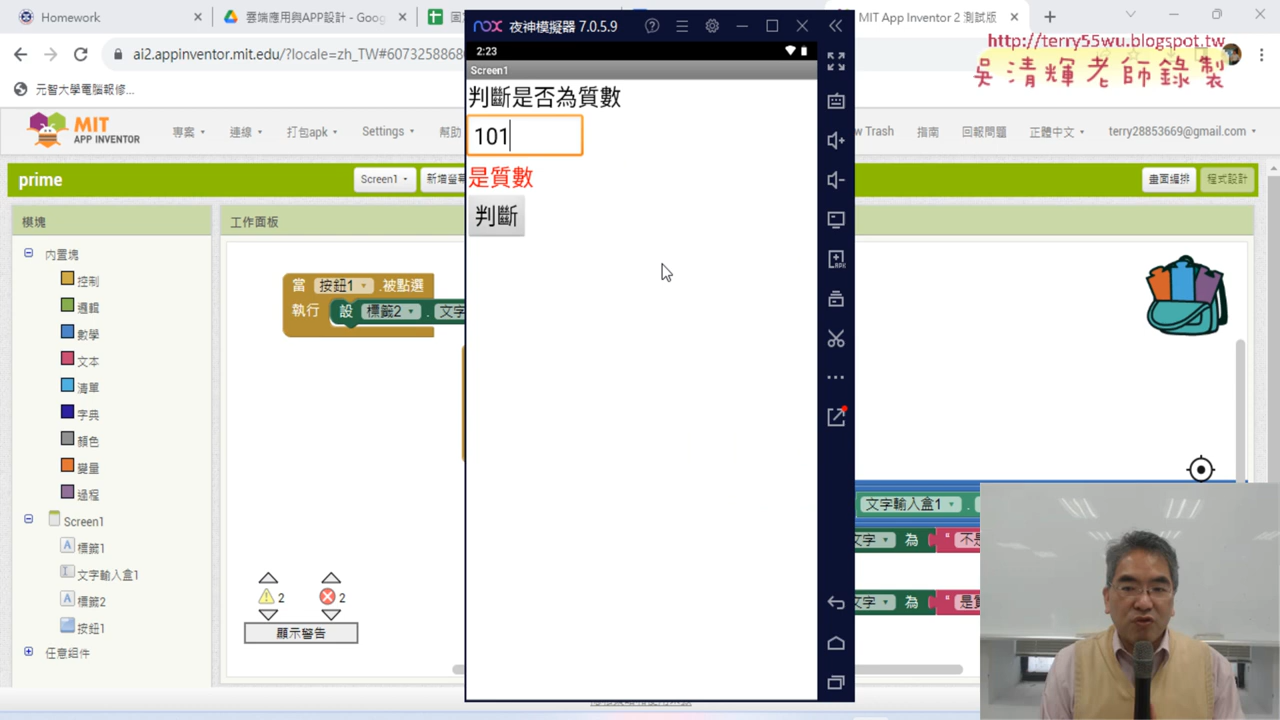 Homework
雲端應用與APP設計 - Goog
MIT App Inventor 2 測試版
http://terry55wu.blogspot.tw
吳清輝老師錄製
ai2.appinventor.mit.edu/?locale=zh_TW#6073258868
元智大學電腦報修...
MIT
APP INVENTOR
專案
連線
打包apk
Settings
幫助
w Trash
指南
回報問題
正體中文
terry28853669@gmail.com
prime
Screen1
新增螢
畫面編排
程式設計
模塊
內置塊
控制
邏輯
數學
文本
清單
字典
顏色
變量
過程
Screen1
標籤1
文字輸入盒1
標籤2
按鈕1
任意組件
工作面板
當 按鈕1 .被點選
執行 設 標籤2 . 文字
2
2
顯示警告
nox 夜神模擬器 7.0.5.9
2:23
Screen1
判斷是否為質數
101
是質數
判斷
APK
文字輸入盒1 .
文字 為 " 不是
文字 為 " 是質